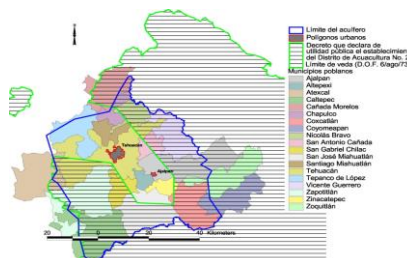 N
Límite del acuífero
Polígonos urbanos
Decreto que declara de
utilidad pública el establecimien
del Distrito de Acuacultura No. 2
Límite de veda (D.O.F. 6/ago/73
Municipios poblanos
Ajalpan
Altepexi
Atexcal
Caltepec
Cañada Morelos
Chapulco
Coxcatlán
Coyomeapan
Nicolás Bravo
San Antonio Cañada
San Gabriel Chilac
San José Miahuatlán
Santiago Miahuatlán
Tehuacán
Tepanco de López
Vicente Guerrero
Zapotitlán
Zinacatepec
Zoquitlán
Tehuacán
Ajalpan
20 0 20 40 Kilometers